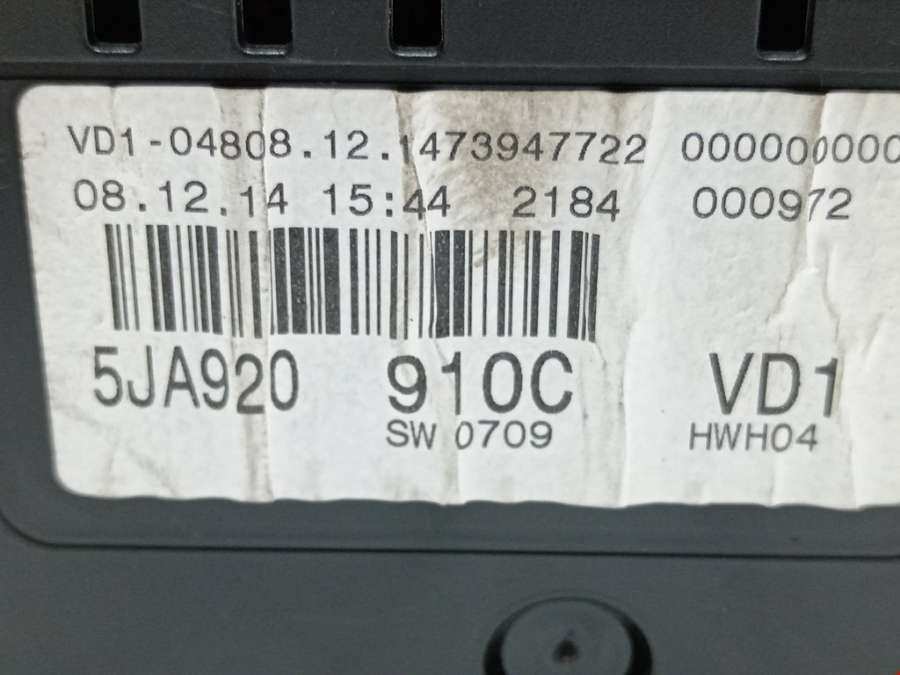 VD1-04808.12.1473947722 000000000
08.12.14 15:44 2184 000972
5JA920 910C VD1
SW 0709 HWH04